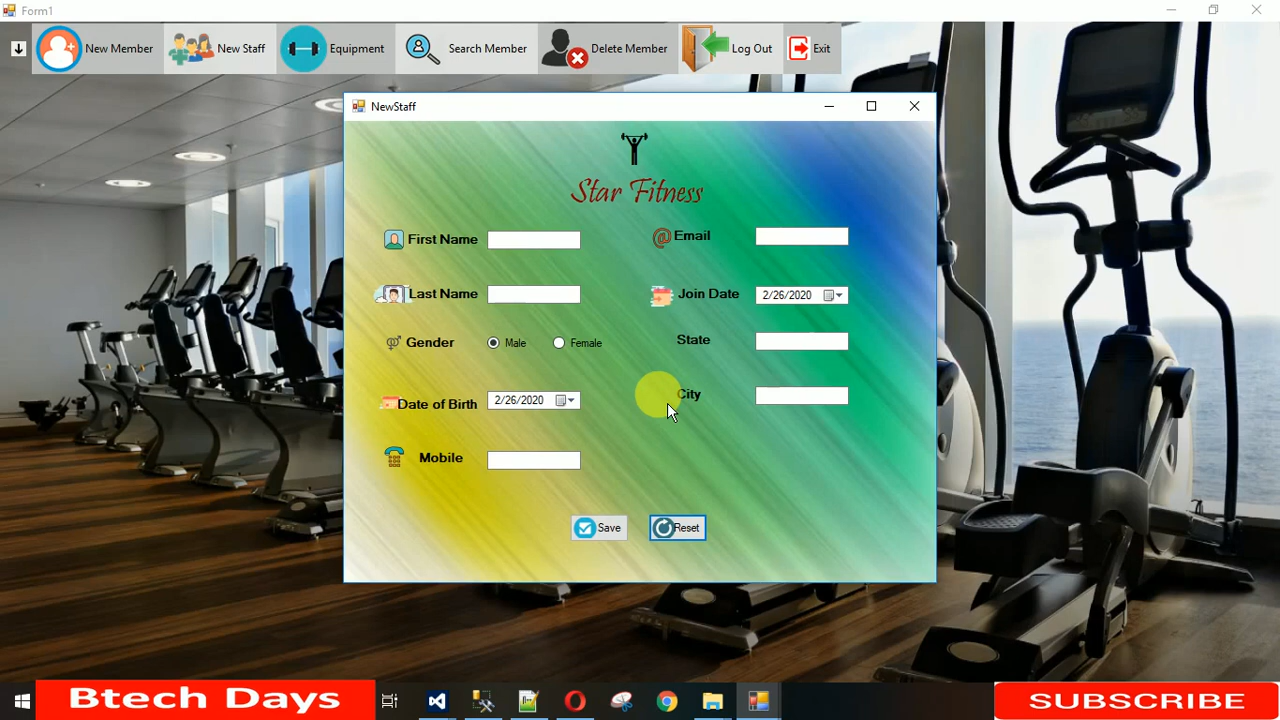 Form1
New Member New Staff Equipment Search Member Delete Member Log Out Exit
NewStaff
Star Fitness
First Name
Email
Last Name
Join Date 2/26/2020
Gender Male Female
State
Date of Birth 2/26/2020
City
Mobile
Save Reset
Btech Days
SUBSCRIBE